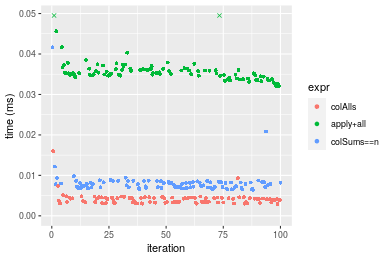 0.05
0.04
0.03
0.02
0.01
0.00
time (ms)
0
25
50
75
100
iteration
expr
colAlls
apply+all
colSums==n